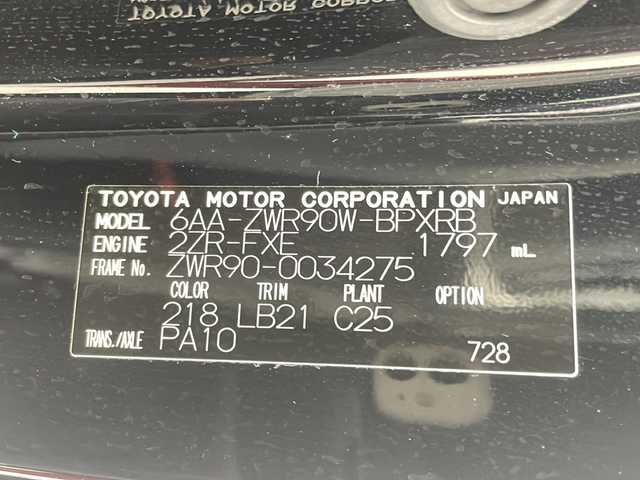 TOYOTA MOTOR CORPORATION JAPAN
MODEL 6AA-ZWR90W-BPXRB
ENGINE 2ZR-FXE 1797 mL
FRAME No. ZWR90-0034275
COLOR TRIM PLANT OPTION
218 LB21 C25
TRANS./AXLE PA10 728